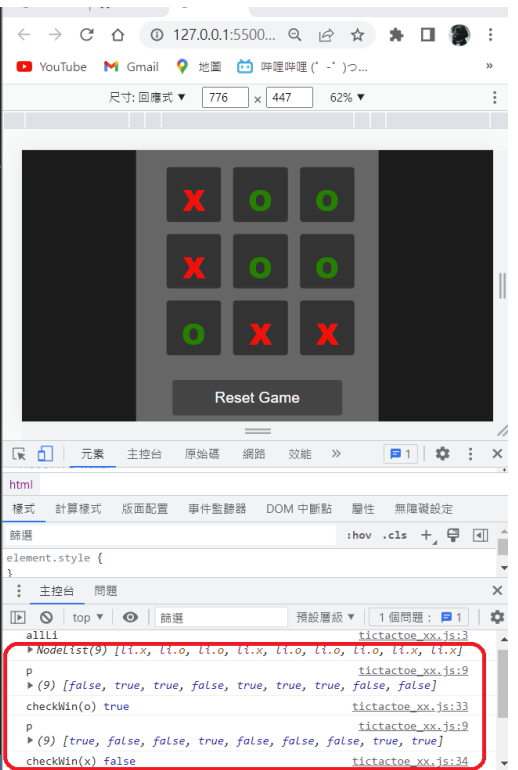 127.0.0.1:5500...
YouTube Gmail 地圖 哔哩哔哩 (゜-゜)つ... »
尺寸: 回應式 ▼ 776 × 447 62% ▼
x o o
x o o
o x x
Reset Game
元素 主控台 原始碼 網路 效能 » 1
html
樣式 計算樣式 版面配置 事件監聽器 DOM 中斷點 屬性 無障礙設定
篩選 :hov .cls +
element.style {
}
主控台 問題
top ▼ 篩選 預設層級 ▼ 1 個問題： 1
allLi tictactoe_xx.js:3
▶ NodeList(9) [li.x, li.o, li.o, li.x, li.o, li.o, li.o, li.x, li.x]
p tictactoe_xx.js:9
▶ (9) [false, true, true, false, true, true, true, false, false]
checkWin(o) true tictactoe_xx.js:33
p tictactoe_xx.js:9
▶ (9) [true, false, false, true, false, false, false, true, true]
checkWin(x) false tictactoe_xx.js:34